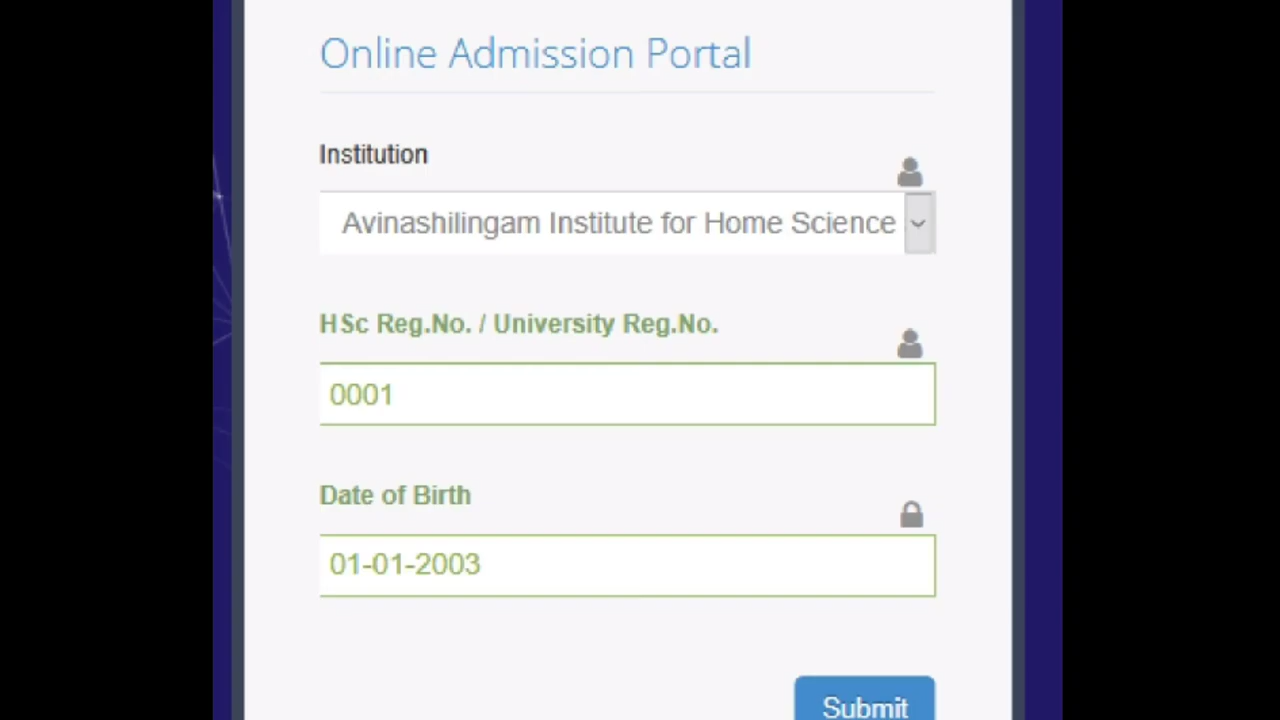 Online Admission Portal
Institution
Avinashilingam Institute for Home Science
HSc Reg.No. / University Reg.No.
0001
Date of Birth
01-01-2003
Submit